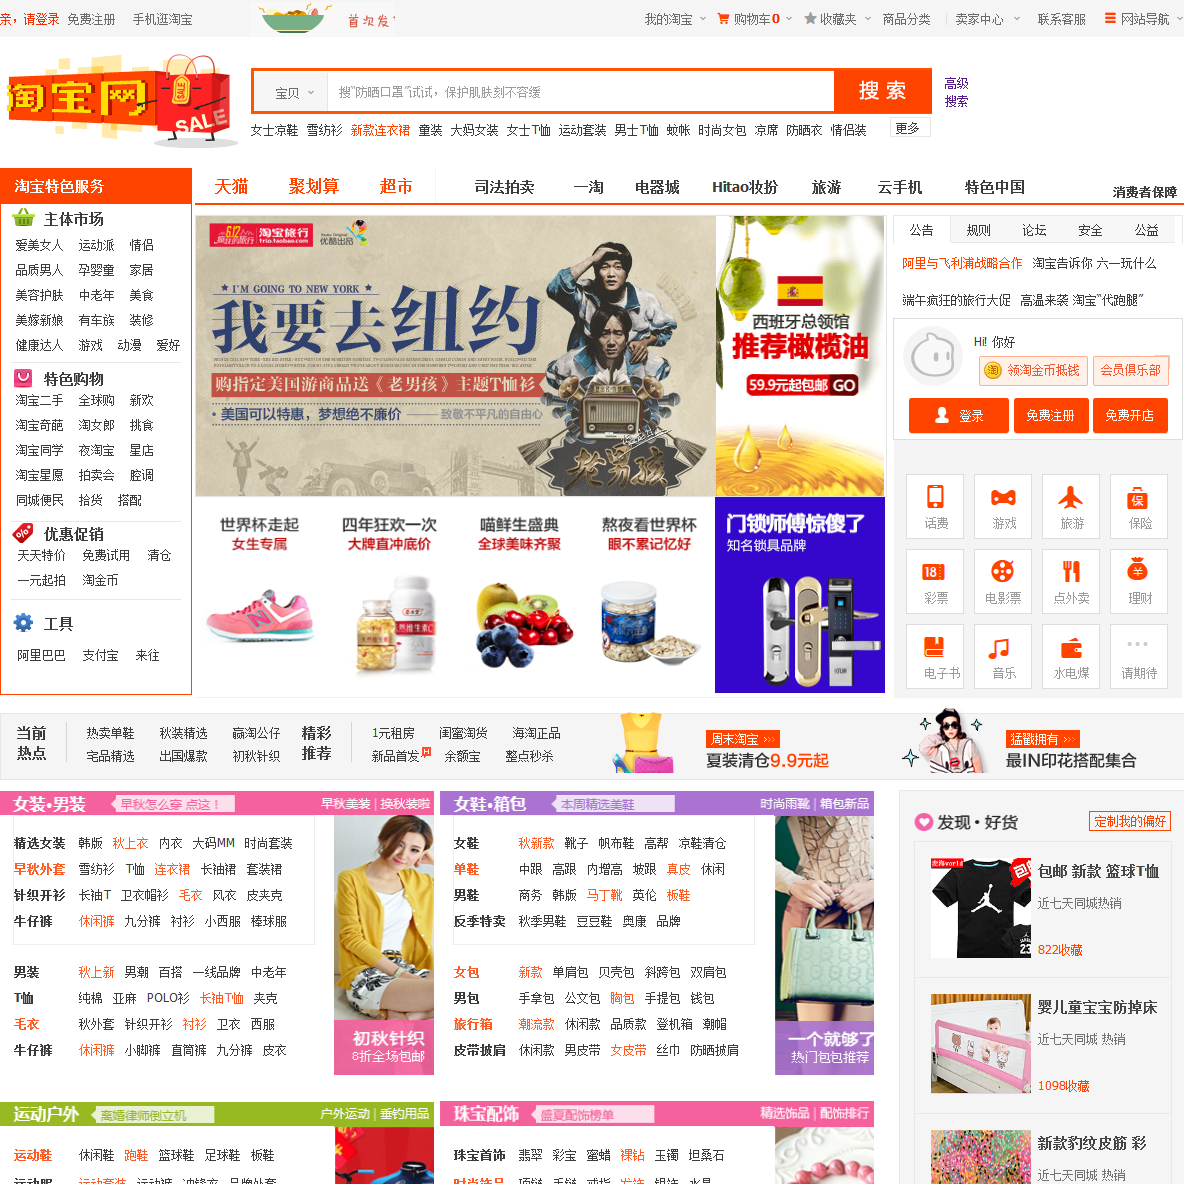 亲，请登录 免费注册 手机逛淘宝
我的淘宝 购物车0 收藏夹 商品分类 卖家中心 联系客服 网站导航
淘宝网
SALE
宝贝 搜“防晒口罩”试试，保护肌肤刻不容缓 搜 索
高级
搜索
女士凉鞋 雪纺衫 新款连衣裙 童装 大妈女装 女士T恤 运动套装 男士T恤 蚊帐 时尚女包 凉席 防晒衣 情侣装 更多
淘宝特色服务
天猫 聚划算 超市 司法拍卖 一淘 电器城 Hitao妆扮 旅游 云手机 特色中国 消费者保障
主体市场
爱美女人 运动派 情侣
品质男人 孕婴童 家居
美容护肤 中老年 美食
美嫁新娘 有车族 装修
健康达人 游戏 动漫 爱好
特色购物
淘宝二手 全球购 新欢
淘宝奇葩 淘女郎 挑食
淘宝同学 夜淘宝 星店
淘宝星愿 拍卖会 腔调
同城便民 拾货 搭配
优惠促销
天天特价 免费试用 清仓
一元起拍 淘金币
工具
阿里巴巴 支付宝 来往
淘宝旅行
trip.taobao.com
优酷出品
I'M GOING TO NEW YORK
我要去纽约
购指定美国游商品送《老男孩》主题T恤衫
美国可以特惠，梦想绝不廉价 —— 致敬不平凡的自由心
老男孩
西班牙总领馆
推荐橄榄油
59.9元起包邮 GO
世界杯走起
女生专属
四年狂欢一次
大牌直冲底价
喵鲜生盛典
全球美味齐聚
熬夜看世界杯
眼不累记忆好
门锁师傅惊傻了
知名锁具品牌
公告 规则 论坛 安全 公益
阿里与飞利浦战略合作 淘宝告诉你 六一玩什么
端午疯狂的旅行大促 高温来袭 淘宝“代跑腿”
Hi! 你好
领淘金币抵钱 会员俱乐部
登录 免费注册 免费开店
话费 游戏 旅游 保险
彩票 电影票 点外卖 理财
电子书 音乐 水电煤 请期待
当前
热点
热卖单鞋 秋装精选 骉淘公仔
宅品精选 出国爆款 初秋针织
精彩
推荐
1元租房 闺蜜淘货 海淘正品
新品首发 余额宝 整点秒杀
周末淘宝
夏装清仓9.9元起
猛戳拥有
最IN印花搭配集合
女装•男装 早秋怎么穿 点这！ 早秋美装 | 换秋装啦
精选女装 韩版 秋上衣 内衣 大码MM 时尚套装
早秋外套 雪纺衫 T恤 连衣裙 长袖裙 套装裙
针织开衫 长袖T 卫衣帽衫 毛衣 风衣 皮夹克
牛仔裤 休闲裤 九分裤 衬衫 小西服 棒球服
男装 秋上新 男潮 百搭 一线品牌 中老年
T恤 纯棉 亚麻 POLO衫 长袖T恤 夹克
毛衣 秋外套 针织开衫 衬衫 卫衣 西服
牛仔裤 休闲裤 小脚裤 直筒裤 九分裤 皮衣
初秋针织
8折全场包邮
女鞋•箱包 本周精选美鞋 时尚雨靴 | 箱包新品
女鞋 秋新款 靴子 帆布鞋 高帮 凉鞋清仓
单鞋 中跟 高跟 内增高 坡跟 真皮 休闲
男鞋 商务 韩版 马丁靴 英伦 板鞋
反季特卖 秋季男鞋 豆豆鞋 奥康 品牌
女包 新款 单肩包 贝壳包 斜跨包 双肩包
男包 手拿包 公文包 胸包 手提包 钱包
旅行箱 潮流款 休闲款 品质款 登机箱 潮帽
皮带披肩 休闲款 男皮带 女皮带 丝巾 防晒披肩
一个就够了
热门包包推荐
发现 · 好货 定制我的偏好
包邮 新款 篮球T恤
近七天同城热销
822收藏
婴儿童宝宝防掉床
近七天同城 热销
1098收藏
新款豹纹皮筋 彩
近七天同城 热销
运动户外 离婚律师倒立机 户外运动 | 垂钓用品
运动鞋 休闲鞋 跑鞋 篮球鞋 足球鞋 板鞋
珠宝配饰 盛夏配饰榜单 精选饰品 | 配饰排行
珠宝首饰 翡翠 彩宝 蜜蜡 裸钻 玉镯 坦桑石